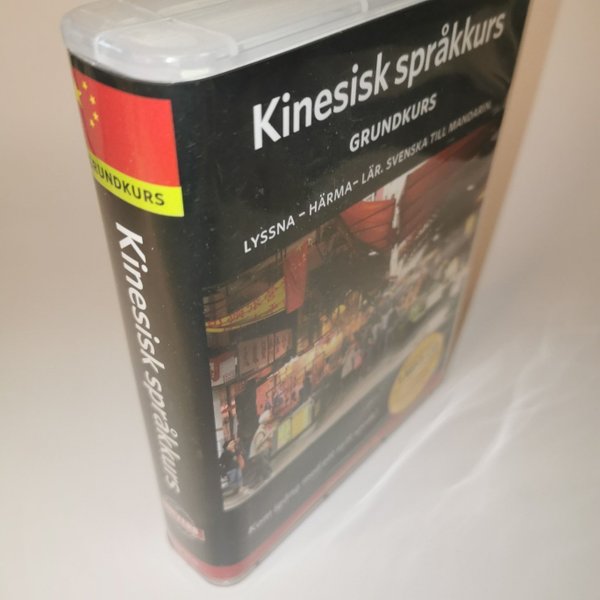 Kinesisk språkkurs
GRUNDKURS
LYSSNA – HÄRMA – LÄR. SVENSKA TILL MANDARIN.
GRUNDKURS
Kinesisk språkkurs